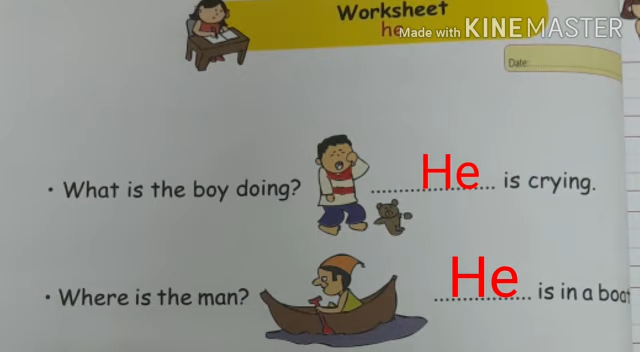 Worksheet
he
Made with KINEMASTER
Date:
• What is the boy doing? He is crying.
• Where is the man? He is in a boat